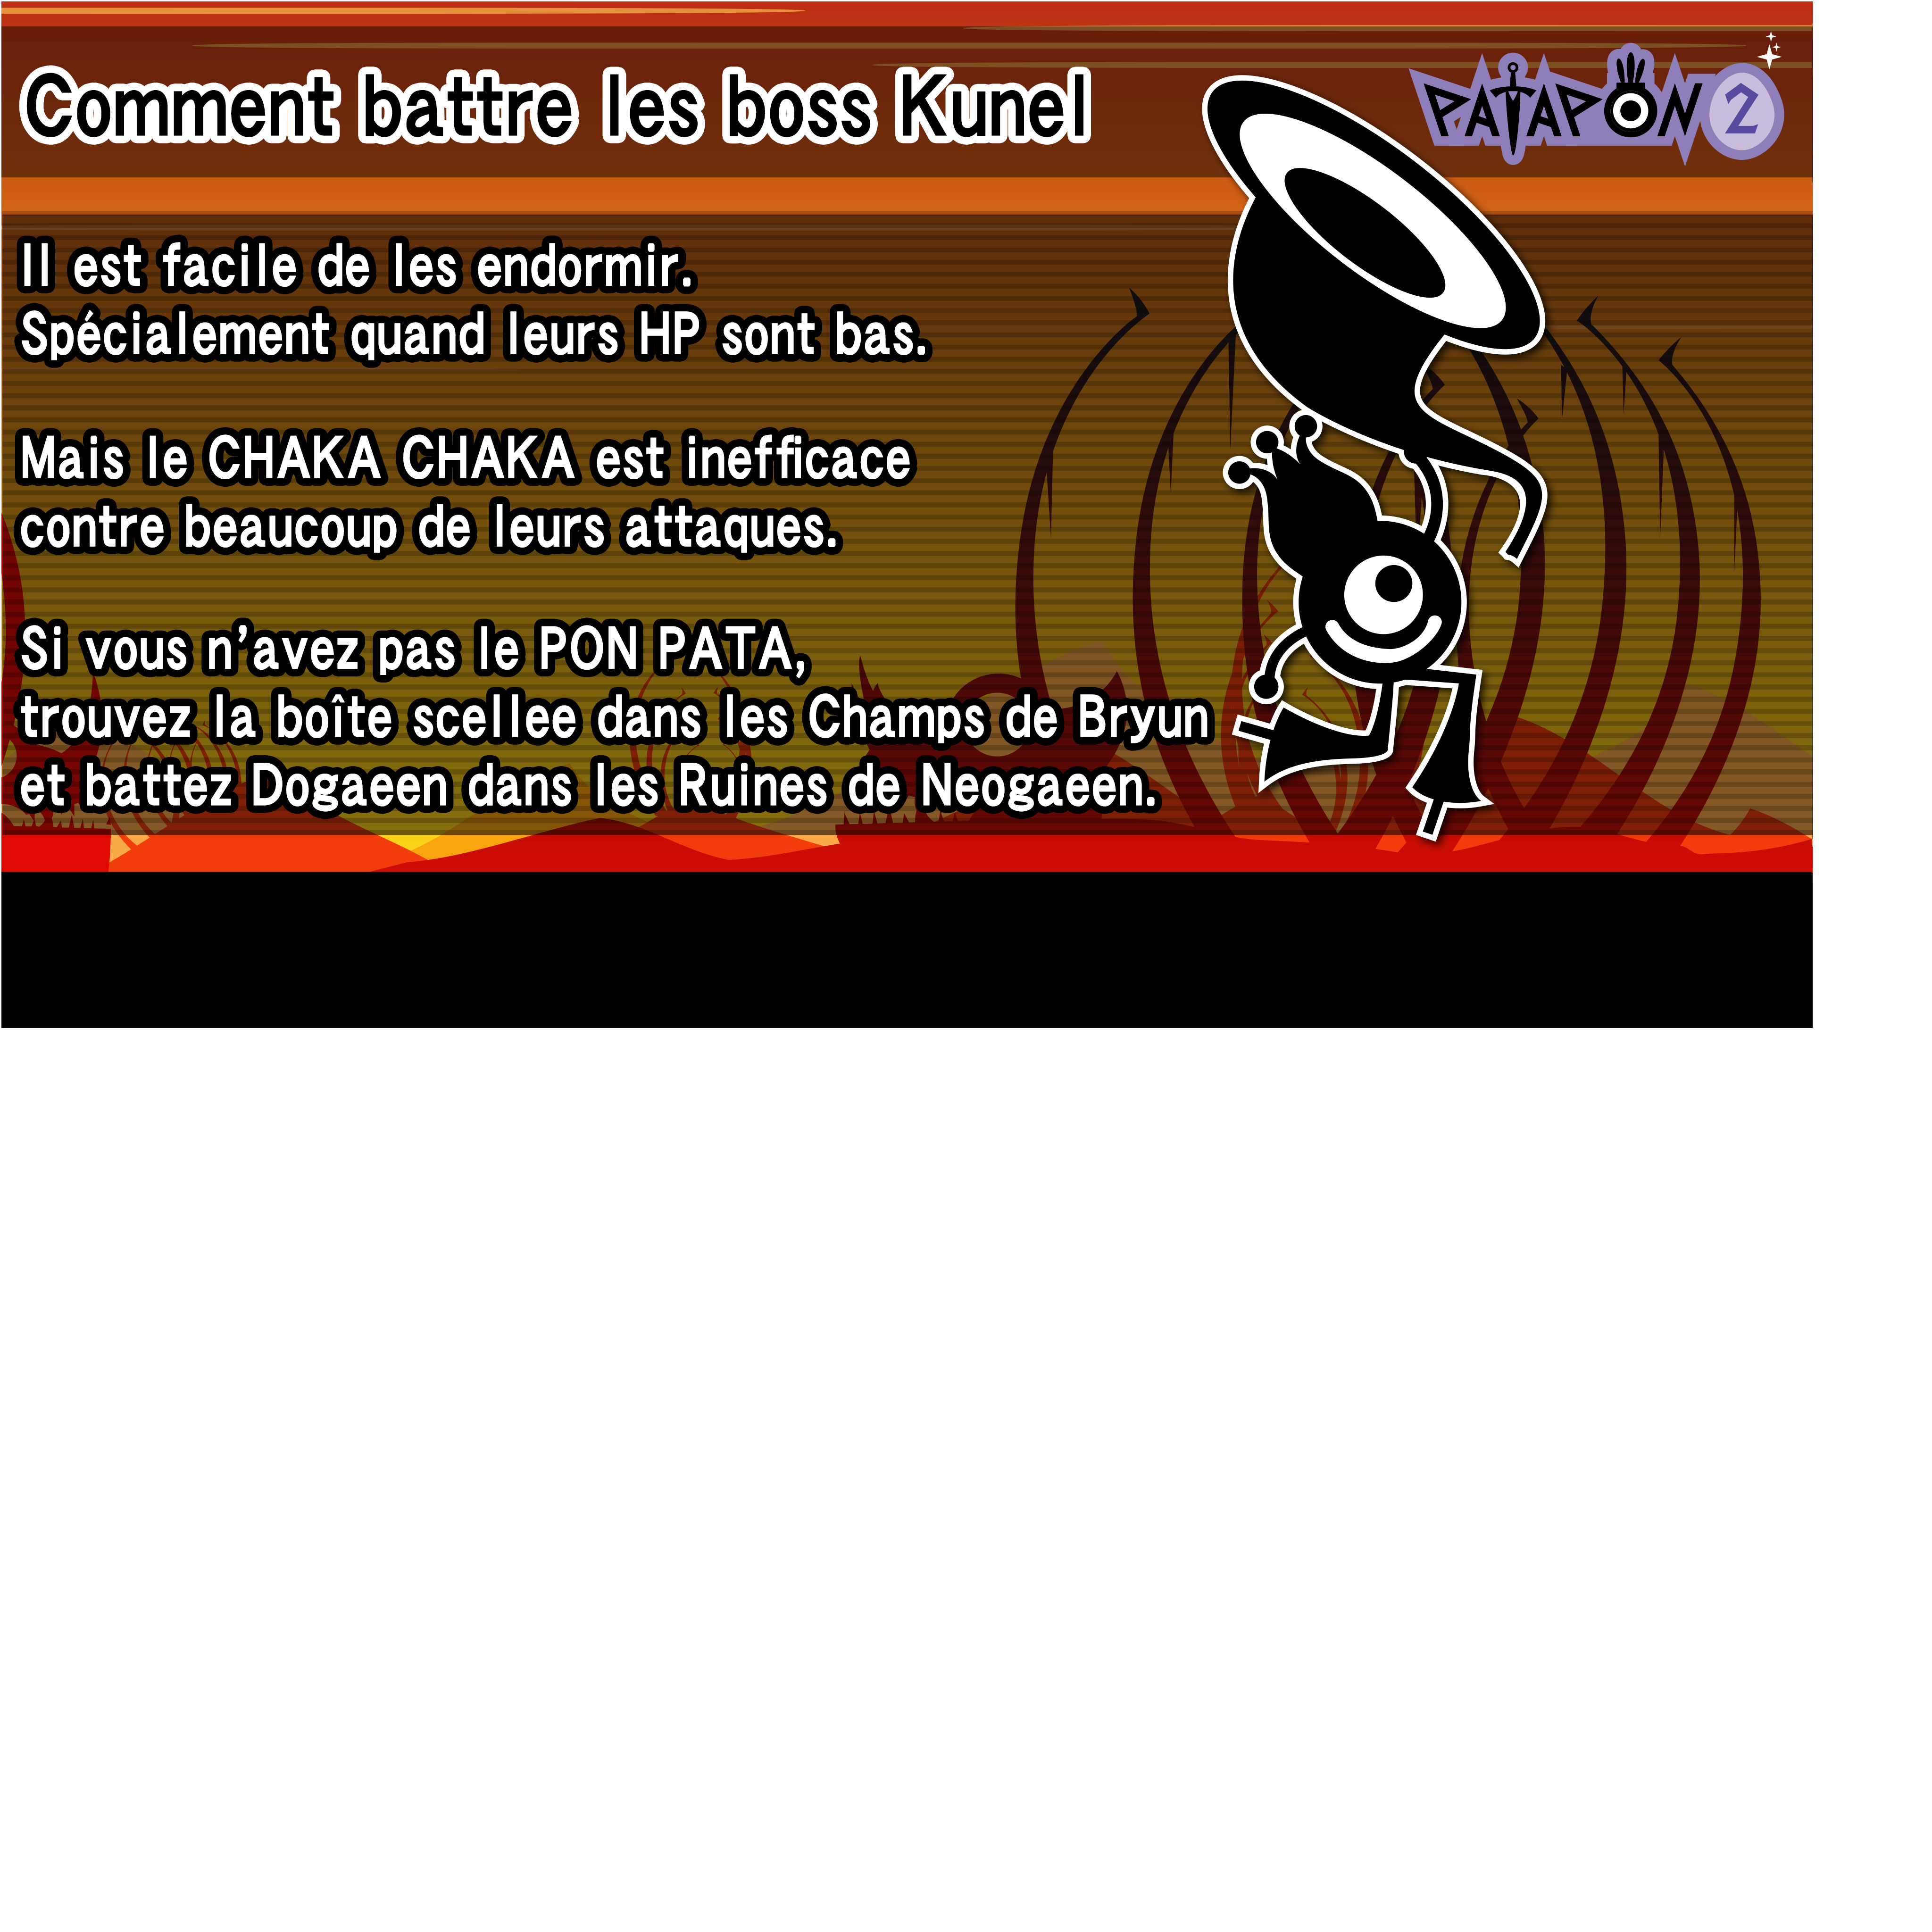 Comment battre les boss Kunel
PATAPON 2
Il est facile de les endormir.
Spécialement quand leurs HP sont bas.
Mais le CHAKA CHAKA est inefficace
contre beaucoup de leurs attaques.
Si vous n’avez pas le PON PATA,
trouvez la boîte scellee dans les Champs de Bryun
et battez Dogaeen dans les Ruines de Neogaeen.